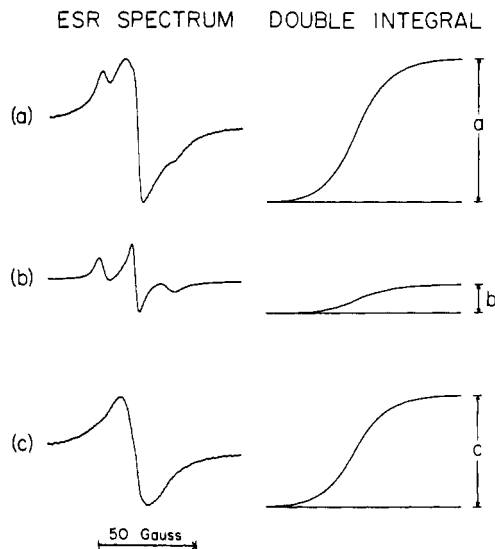 ESR SPECTRUM DOUBLE INTEGRAL
(a)
a
(b)
b
(c)
c
50 Gauss